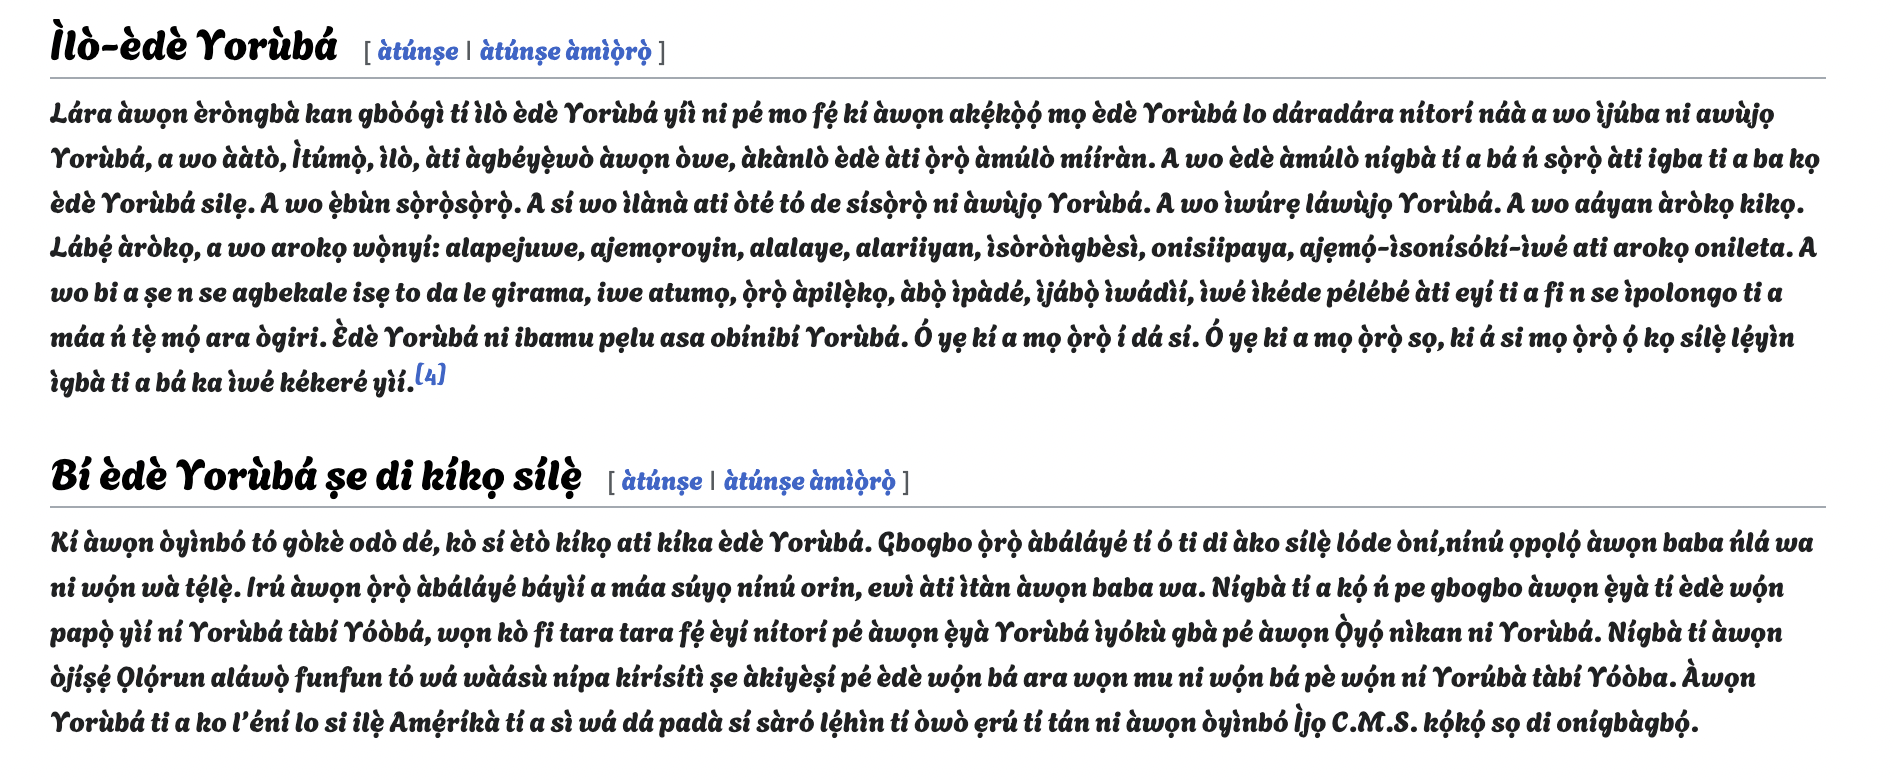 Ìlò-èdè Yorùbá [ àtúnṣe | àtúnṣe àmìọ̀rọ̀ ]
Lára àwọn èròngbà kan gbòógì tí ìlò èdè Yorùbá yíì ni pé mo fẹ́ kí àwọn akẹ́kọ̀ọ́ mọ èdè Yorùbá lo dáradára nítorí náà a wo ìjúba ni awùjọ
Yorùbá, a wo ààtò, Ìtúmọ̀, ìlò, àti àgbéyẹ̀wò àwọn òwe, àkànlò èdè àti ọ̀rọ̀ àmúlò mííràn. A wo èdè àmúlò nígbà tí a bá ń sọ̀rọ̀ àti igba ti a ba kọ
èdè Yorùbá silẹ. A wo ẹ̀bùn sọ̀rọ̀sọ̀rọ̀. A sí wo ìlànà ati òté tó de sísọ̀rọ̀ ni àwùjọ Yorùbá. A wo ìwúrẹ láwùjọ Yorùbá. A wo aáyan àròkọ kikọ.
Lábẹ́ àròkọ, a wo arokọ wọ̀nyí: alapejuwe, ajemọroyin, alalaye, alariiyan, ìsòròǹgbèsì, onisiipaya, ajẹmọ́-ìsonísókí-ìwé ati arokọ onileta. A
wo bi a ṣe n se agbekale isẹ to da le girama, iwe atumọ, ọ̀rọ̀ àpilẹ̀kọ, àbọ̀ ìpàdé, ìjábọ̀ ìwádìí, ìwé ìkéde pélébé àti eyí ti a fi n se ìpolongo ti a
máa ń tẹ̀ mọ́ ara ògiri. Èdè Yorùbá ni ibamu pẹlu asa obínibí Yorùbá. Ó yẹ kí a mọ ọ̀rọ̀ í dá sí. Ó yẹ ki a mọ ọ̀rọ̀ sọ, ki á si mọ ọ̀rọ̀ ọ́ kọ sílẹ̀ lẹ́yìn
ìgbà ti a bá ka ìwé kékeré yìí.[4]
Bí èdè Yorùbá ṣe di kíkọ sílẹ̀ [ àtúnṣe | àtúnṣe àmìọ̀rọ̀ ]
Kí àwọn òyìnbó tó gòkè odò dé, kò sí ètò kíkọ ati kíka èdè Yorùbá. Gbogbo ọ̀rọ̀ àbáláyé tí ó ti di àko sílẹ̀ lóde òní,nínú ọpọlọ́ àwọn baba ńlá wa
ni wọ́n wà tẹ́lẹ̀. Irú àwọn ọ̀rọ̀ àbáláyé báyìí a máa súyọ nínú orin, ewì àti ìtàn àwọn baba wa. Nígbà tí a kọ́ ń pe gbogbo àwọn ẹ̀yà tí èdè wọ́n
papọ̀ yìí ní Yorùbá tàbí Yóòbá, wọn kò fi tara tara fẹ́ èyí nítorí pé àwọn ẹ̀yà Yorùbá ìyókù gbà pé àwọn Ọ̀yọ́ nìkan ni Yorùbá. Nígbà tí àwọn
òjíṣẹ́ Ọlọ́run aláwọ̀ funfun tó wá wàásù nípa kírísítì ṣe àkiyèṣí pé èdè wọ́n bá ara wọn mu ni wọ́n bá pè wọ́n ní Yorúbà tàbí Yóòba. Àwọn
Yorùbá ti a ko l'éní lo si ilẹ̀ Amẹ́ríkà tí a sì wá dá padà sí sàró lẹ́hìn tí òwò ẹrú tí tán ni àwọn òyìnbó Ìjọ C.M.S. kọ́kọ́ sọ di onígbàgbọ́.